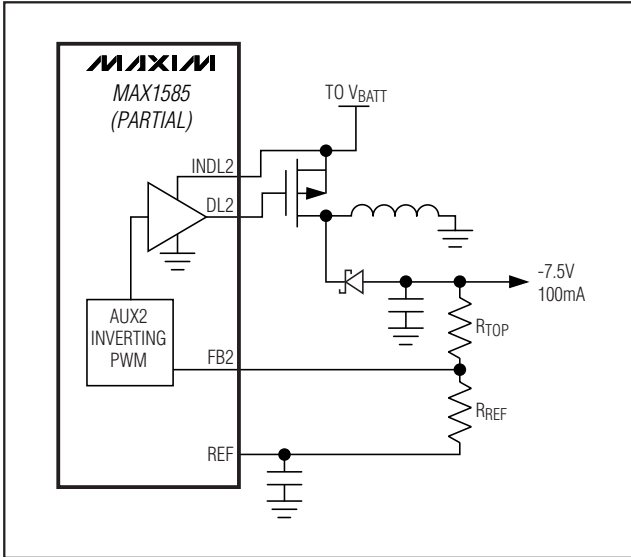 MAXIM
MAX1585
(PARTIAL)
TO VBATT
INDL2
DL2
AUX2
INVERTING
PWM
-7.5V
100mA
RTOP
FB2
RREF
REF